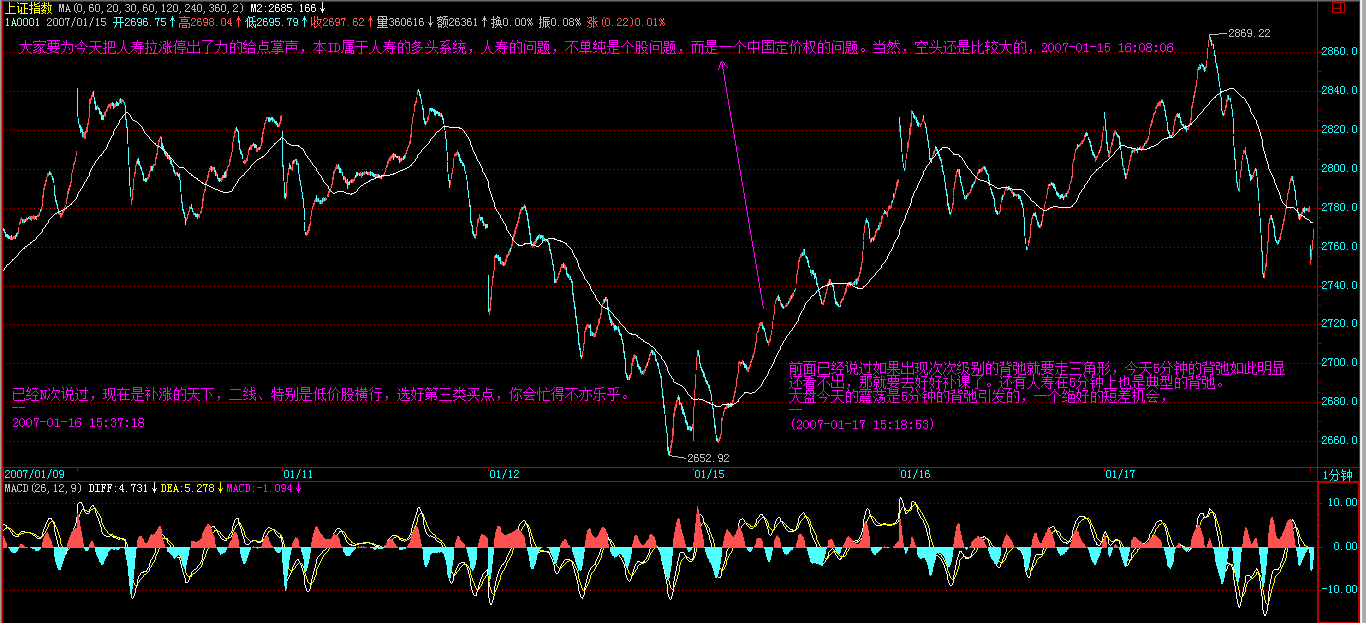 上证指数 MA(0,60,20,30,60,120,240,360,2) M2:2685.166↓
1A0001 2007/01/15 开2696.75↑高2698.04↑低2695.79↑收2697.62↑量360616↓额26361↑换0.00% 振0.08% 涨(0.22)0.01%
大家要为今天把人寿拉涨停出了力的给点掌声，本ID属于人寿的多头系统，人寿的问题，不单纯是个股问题，而是一个中国定价权的问题。当然，空头还是比较大的，2007-01-15 16:08:06
2869.22
2860.0
2840.0
2820.0
2800.0
2780.0
2760.0
2740.0
2720.0
2700.0
2680.0
2660.0
前面已经说过如果出现次次级别的背弛就要走三角形，今天5分钟的背弛如此明显
还看不出，那就要去好好补课了。还有人寿在5分钟上也是典型的背弛。
大盘今天的震荡是5分钟的背弛引发的，一个绝好的短差机会，
--
(2007-01-17 15:18:53)
已经N次说过，现在是补涨的天下，二线、特别是低价股横行，选好第三类买点，你会忙得不亦乐乎。
--
2007-01-16 15:37:18
2652.92
2007/01/09 01/11 01/12 01/15 01/16 01/17 1分钟
MACD(26,12,9) DIFF:4.731↓DEA:5.278↓MACD:-1.094↓
10.00
0.00
-10.00